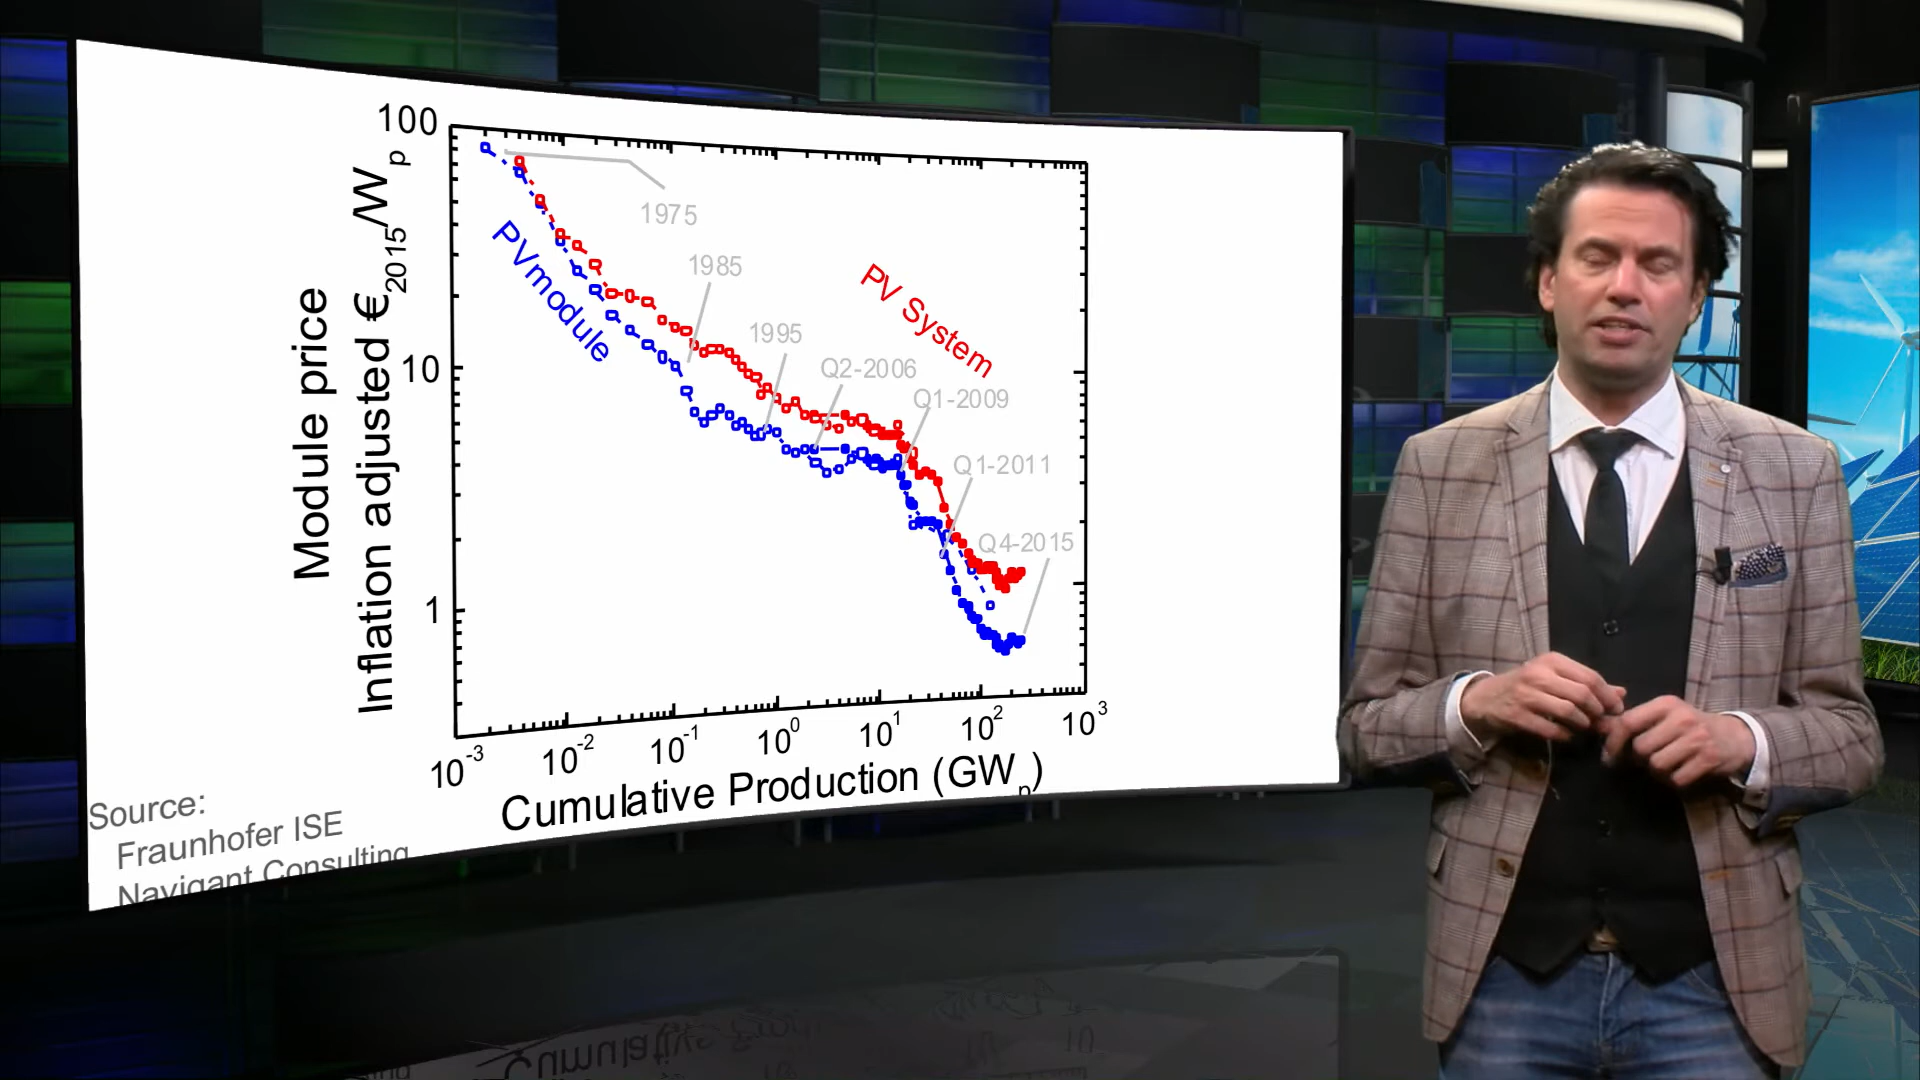 100
10
1
Module price
Inflation adjusted €2015/Wp
PVmodule
PV System
1975
1985
1995
Q2-2006
Q1-2009
Q1-2011
Q4-2015
10-3
10-2
10-1
100
101
102
103
Cumulative Production (GWp)
Source:
Fraunhofer ISE
Navigant Consulting